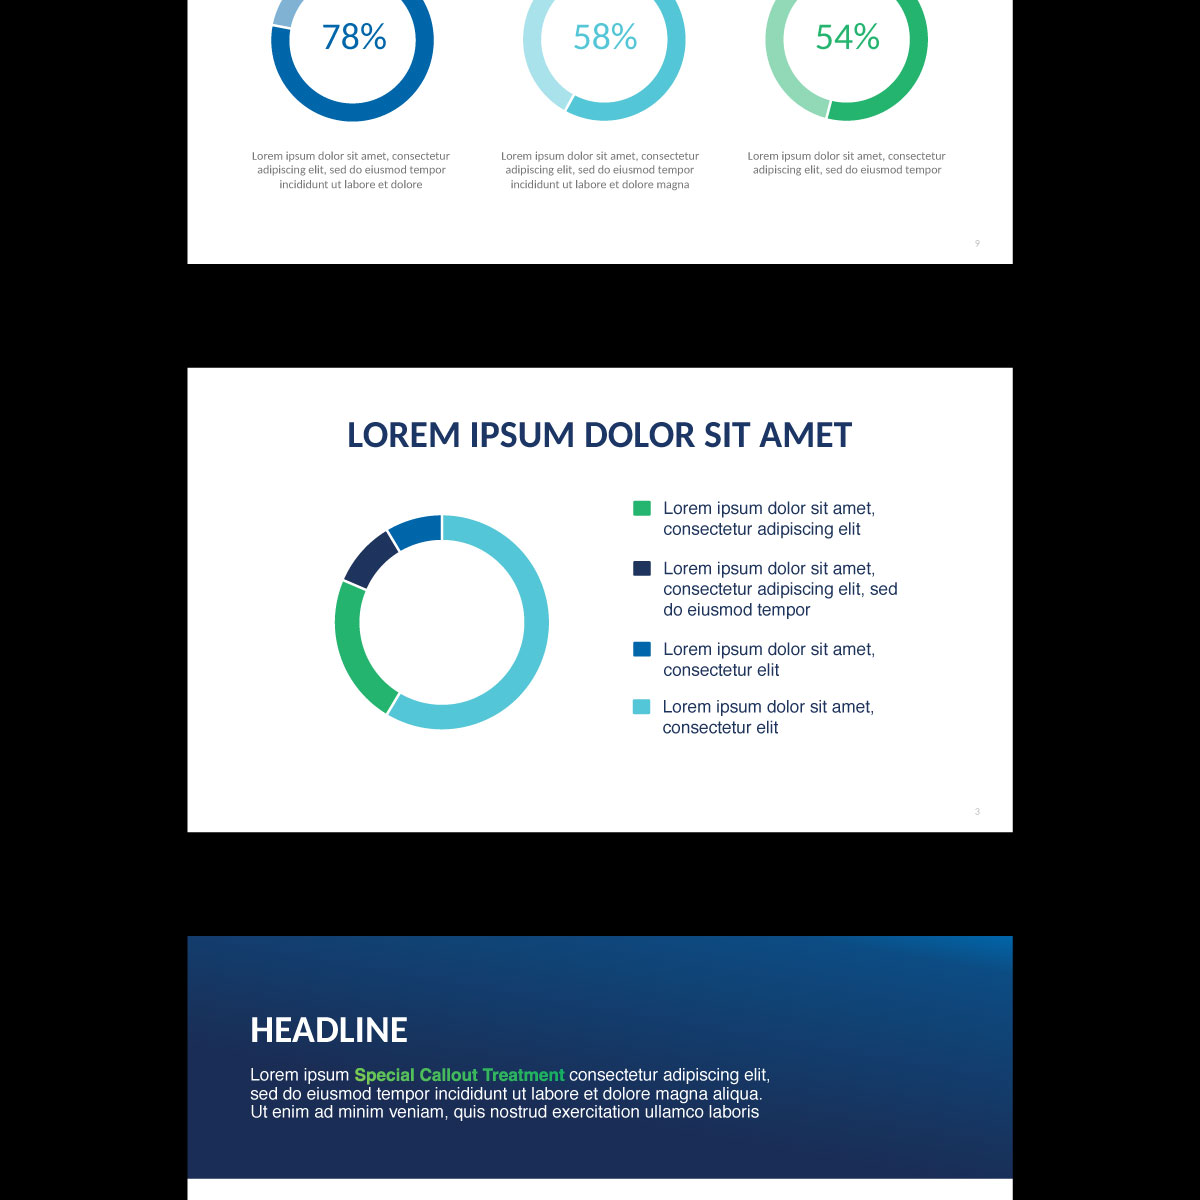 78%
58%
54%
Lorem ipsum dolor sit amet, consectetur
adipiscing elit, sed do eiusmod tempor
incididunt ut labore et dolore
Lorem ipsum dolor sit amet, consectetur
adipiscing elit, sed do eiusmod tempor
incididunt ut labore et dolore magna
Lorem ipsum dolor sit amet, consectetur
adipiscing elit, sed do eiusmod tempor
9
LOREM IPSUM DOLOR SIT AMET
Lorem ipsum dolor sit amet,
consectetur adipiscing elit
Lorem ipsum dolor sit amet,
consectetur adipiscing elit, sed
do eiusmod tempor
Lorem ipsum dolor sit amet,
consectetur elit
Lorem ipsum dolor sit amet,
consectetur elit
3
HEADLINE
Lorem ipsum Special Callout Treatment consectetur adipiscing elit,
sed do eiusmod tempor incididunt ut labore et dolore magna aliqua.
Ut enim ad minim veniam, quis nostrud exercitation ullamco laboris